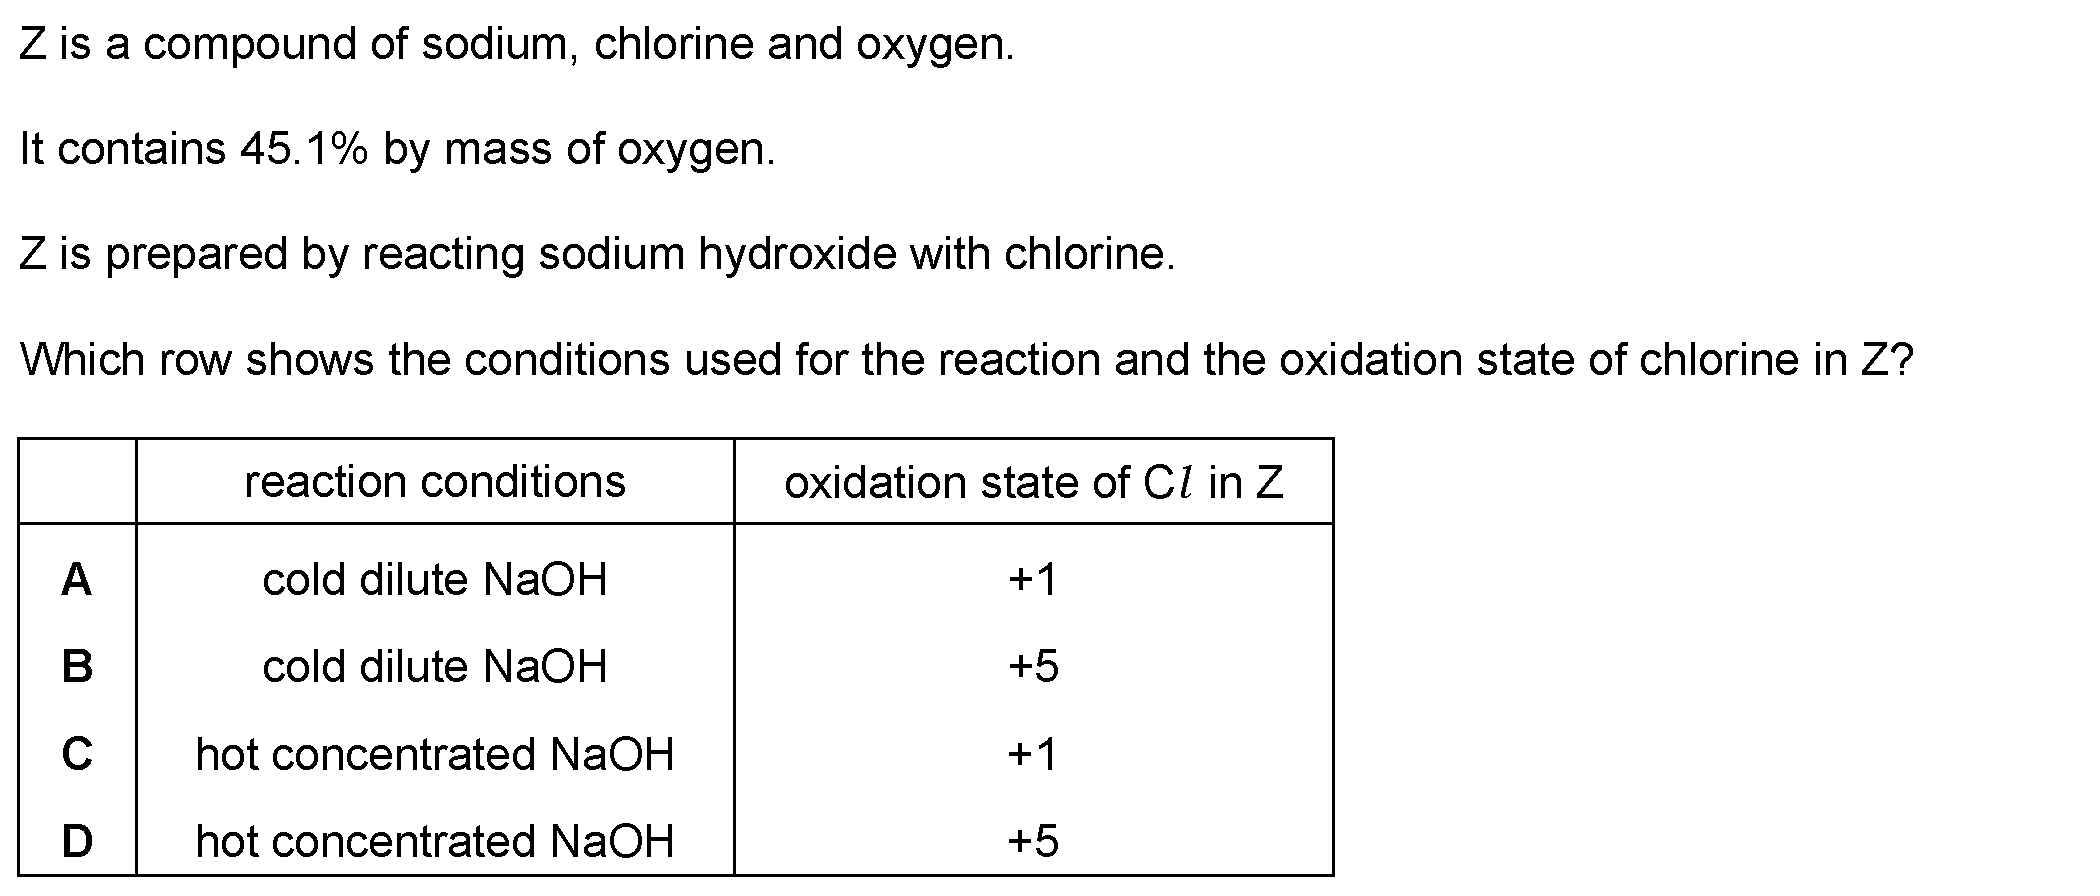 Z is a compound of sodium, chlorine and oxygen.
It contains 45.1% by mass of oxygen.
Z is prepared by reacting sodium hydroxide with chlorine.
Which row shows the conditions used for the reaction and the oxidation state of chlorine in Z?
reaction conditions oxidation state of Cl in Z
A cold dilute NaOH +1
B cold dilute NaOH +5
C hot concentrated NaOH +1
D hot concentrated NaOH +5